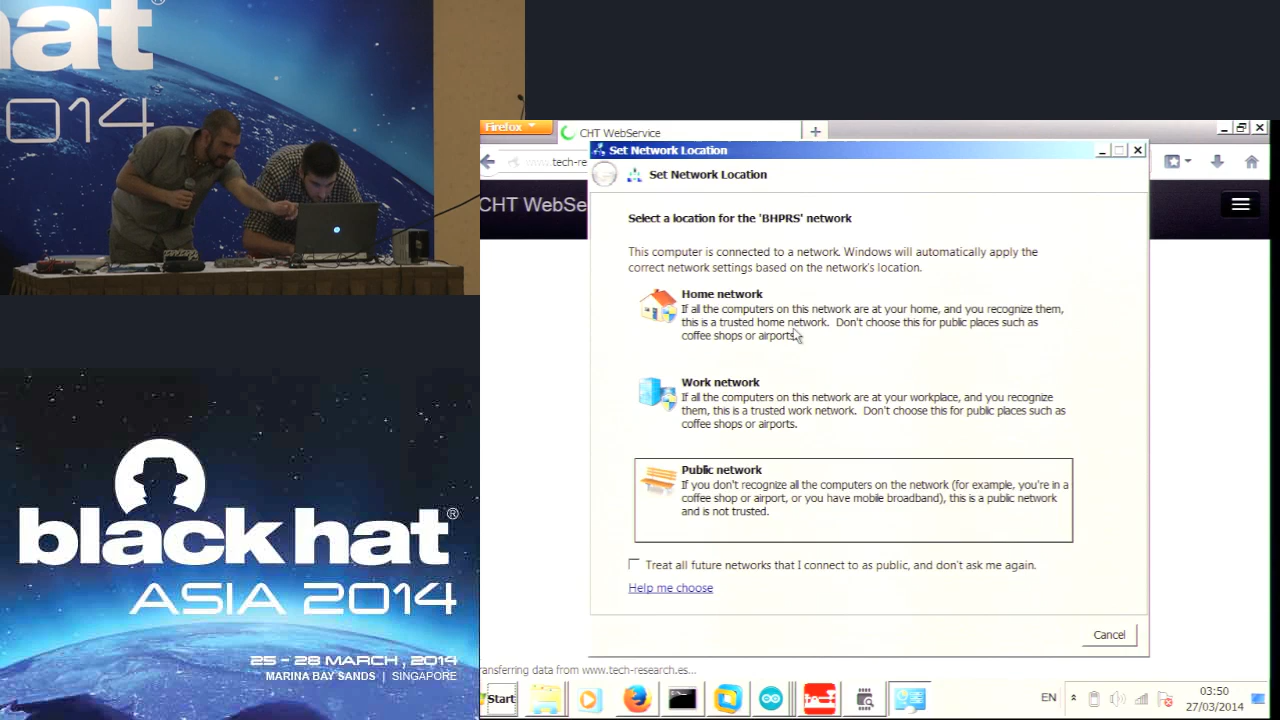 hat
2014
Firefox
CHT WebService
+
Set Network Location
www.tech-re
Set Network Location
CHT WebSe
Select a location for the 'BHPRS' network
This computer is connected to a network. Windows will automatically apply the
correct network settings based on the network's location.
Home network
If all the computers on this network are at your home, and you recognize them,
this is a trusted home network. Don't choose this for public places such as
coffee shops or airports.
Work network
If all the computers on this network are at your workplace, and you recognize
them, this is a trusted work network. Don't choose this for public places such as
coffee shops or airports.
Public network
If you don't recognize all the computers on the network (for example, you're in a
coffee shop or airport, or you have mobile broadband), this is a public network
and is not trusted.
Treat all future networks that I connect to as public, and don't ask me again.
Help me choose
Cancel
ansferring data from www.tech-research.es...
Start
EN
03:50
27/03/2014
black hat®
ASIA 2014
25 - 28 MARCH, 2014
MARINA BAY SANDS | SINGAPORE